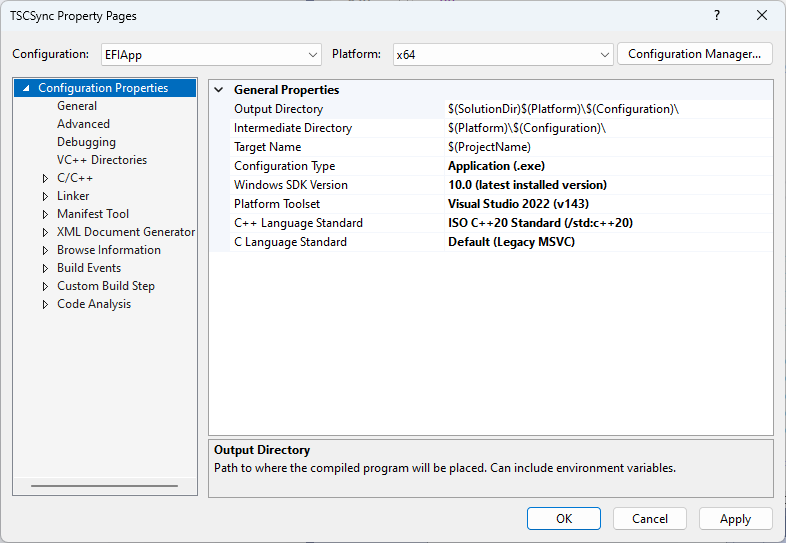 TSCSync Property Pages
?
Configuration: EFIApp Platform: x64 Configuration Manager...
Configuration Properties
General
Advanced
Debugging
VC++ Directories
C/C++
Linker
Manifest Tool
XML Document Generator
Browse Information
Build Events
Custom Build Step
Code Analysis
General Properties
Output Directory $(SolutionDir)$(Platform)\$(Configuration)\
Intermediate Directory $(Platform)\$(Configuration)\
Target Name $(ProjectName)
Configuration Type Application (.exe)
Windows SDK Version 10.0 (latest installed version)
Platform Toolset Visual Studio 2022 (v143)
C++ Language Standard ISO C++20 Standard (/std:c++20)
C Language Standard Default (Legacy MSVC)
Output Directory
Path to where the compiled program will be placed. Can include environment variables.
OK Cancel Apply